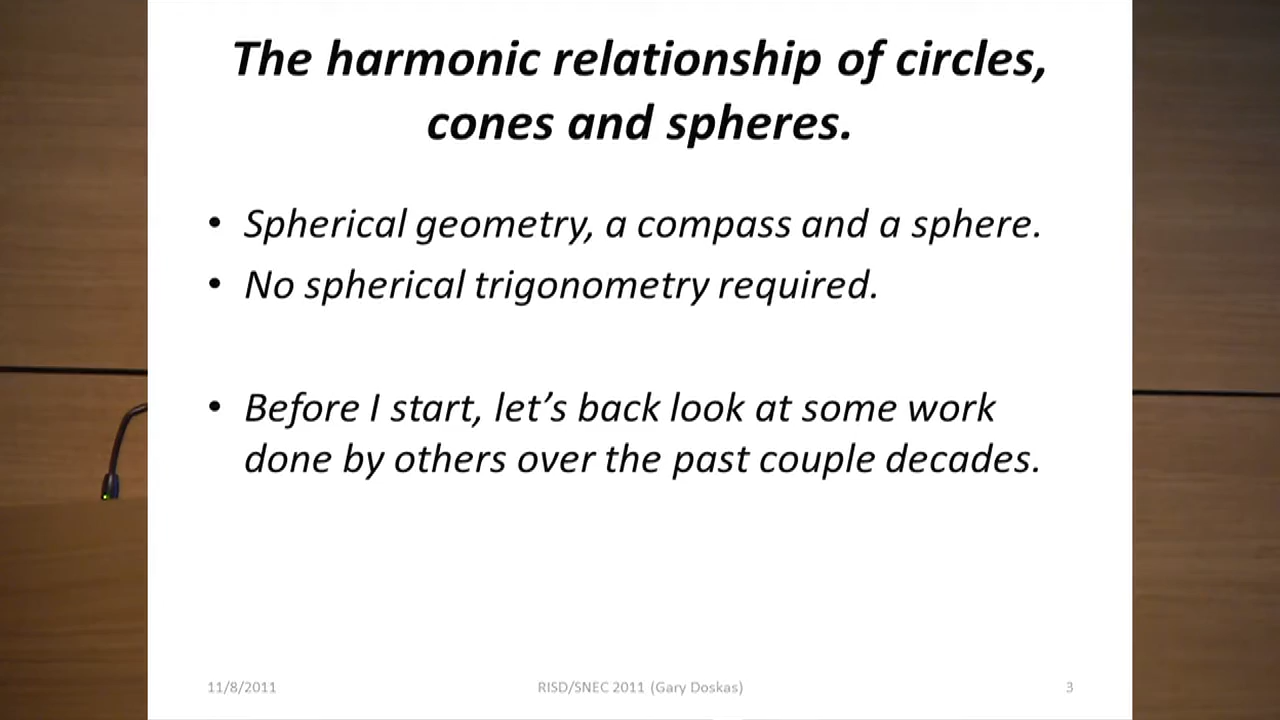 The harmonic relationship of circles,
cones and spheres.
• Spherical geometry, a compass and a sphere.
• No spherical trigonometry required.
• Before I start, let’s back look at some work
done by others over the past couple decades.
11/8/2011
RISD/SNEC 2011 (Gary Doskas)
3